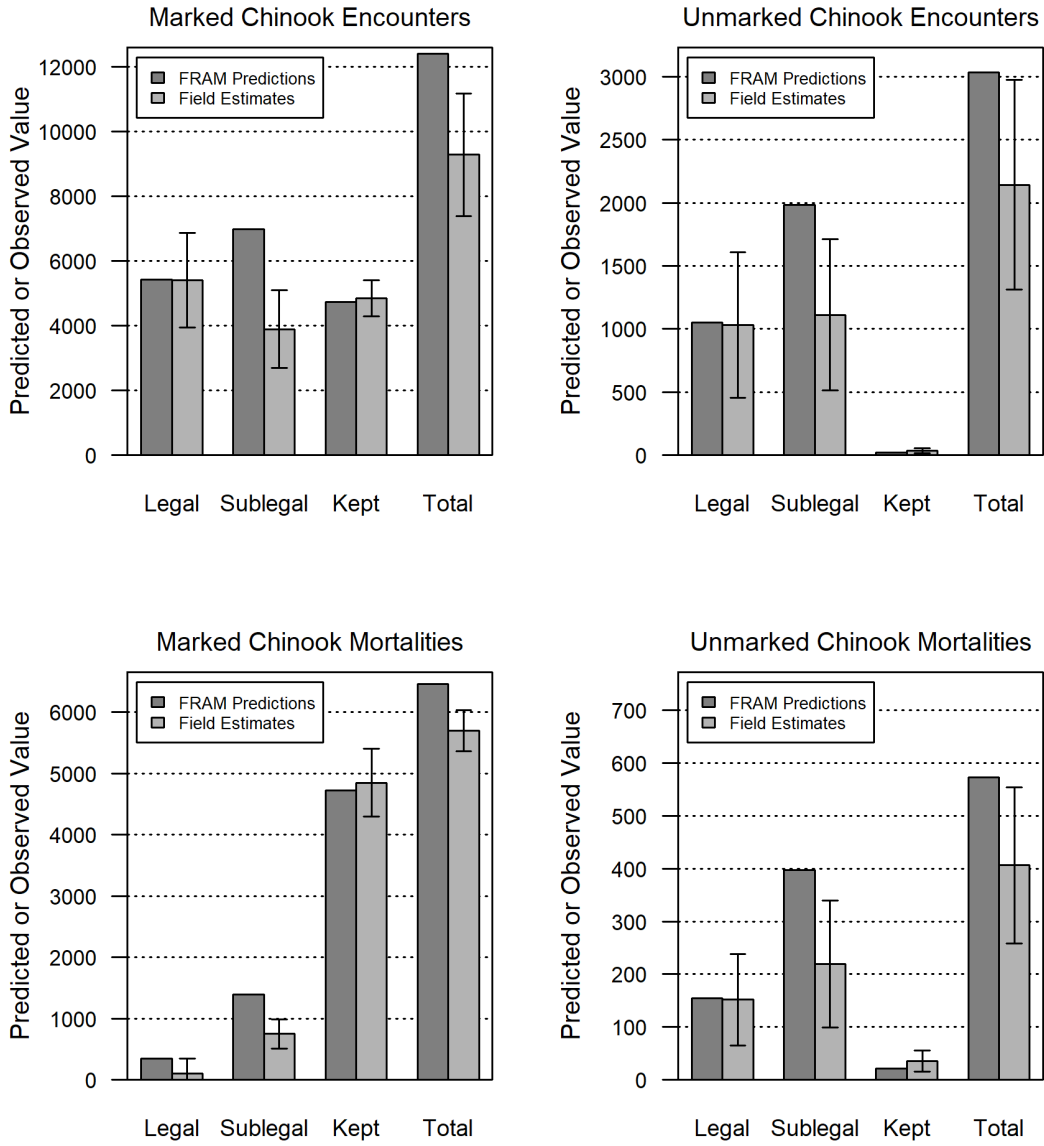 Marked Chinook Encounters
Predicted or Observed Value
12000
10000
8000
6000
4000
2000
0
FRAM Predictions
Field Estimates
Legal Sublegal Kept Total
Unmarked Chinook Encounters
Predicted or Observed Value
3000
2500
2000
1500
1000
500
0
FRAM Predictions
Field Estimates
Legal Sublegal Kept Total
Marked Chinook Mortalities
Predicted or Observed Value
6000
5000
4000
3000
2000
1000
0
FRAM Predictions
Field Estimates
Legal Sublegal Kept Total
Unmarked Chinook Mortalities
Predicted or Observed Value
700
600
500
400
300
200
100
0
FRAM Predictions
Field Estimates
Legal Sublegal Kept Total